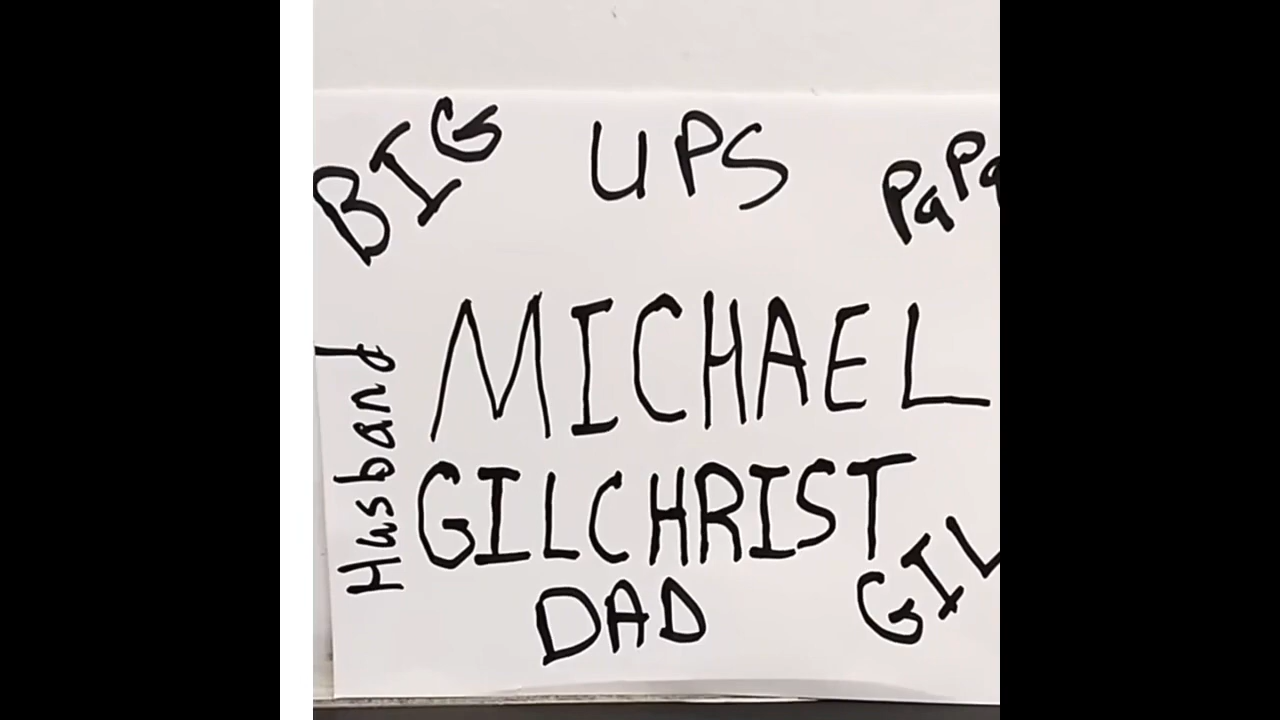 BIG UPS PaPa
MICHAEL
Husband
GILCHRIST
GIL
DAD